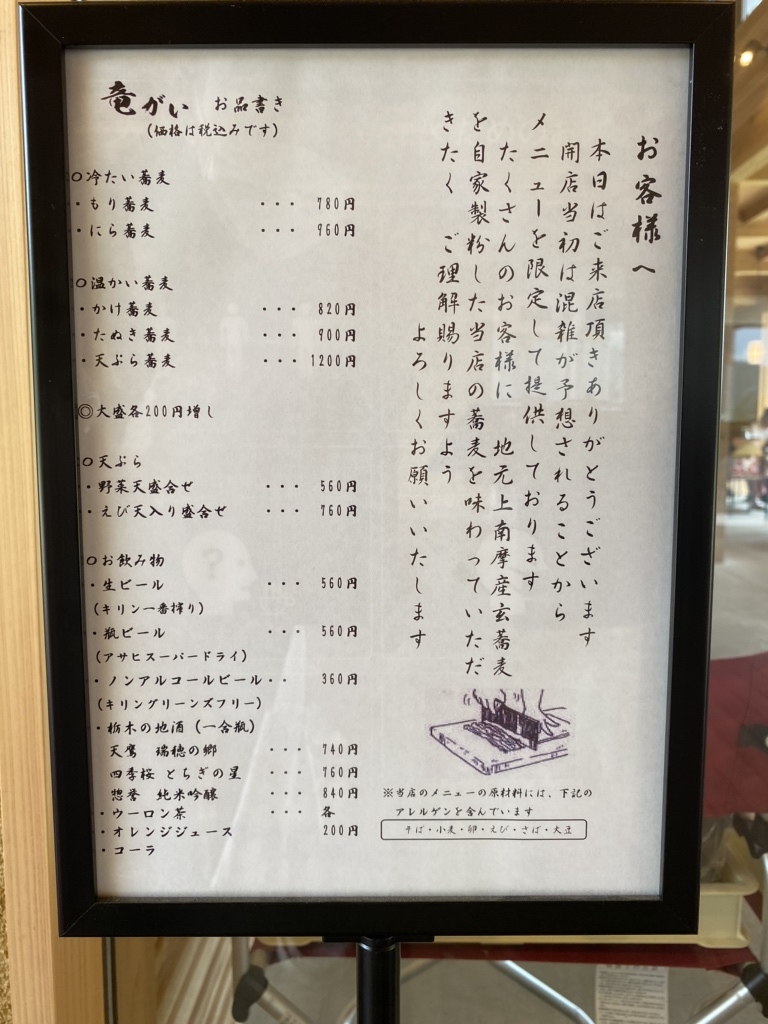 竜がい お品書き
(価格は税込みです)
○冷たい蕎麦
・もり蕎麦 ・・・ 780円
・にら蕎麦 ・・・ 960円
○温かい蕎麦
・かけ蕎麦 ・・・ 820円
・たぬき蕎麦 ・・・ 900円
・天ぷら蕎麦 ・・・ 1200円
◎大盛各200円増し
○天ぷら
・野菜天盛合せ ・・・ 560円
・えび天入り盛合せ ・・・ 760円
○お飲み物
・生ビール ・・・ 560円
(キリン一番搾り)
・瓶ビール ・・・ 560円
(アサヒスーパードライ)
・ノンアルコールビール・・ 360円
(キリングリーンズフリー)
・栃木の地酒 (一合瓶)
天鷹 瑞穂の郷 ・・・ 740円
四季桜 とちぎの星 ・・・ 760円
惣誉 純米吟醸 ・・・ 840円
・ウーロン茶 ・・・ 各
・オレンジジュース 200円
・コーラ
お客様へ
本日はご来店頂きありがとうございます
開店当初は混雑が予想されることから
メニューを限定して提供しております
たくさんのお客様に 地元上南摩産玄蕎麦
を自家製粉した当店の蕎麦を味わっていただ
きたく ご理解賜りますよう
よろしくお願いいたします
※当店のメニューの原材料には、下記の
アレルゲンを含んでいます
そば・小麦・卵・えび・さば・大豆